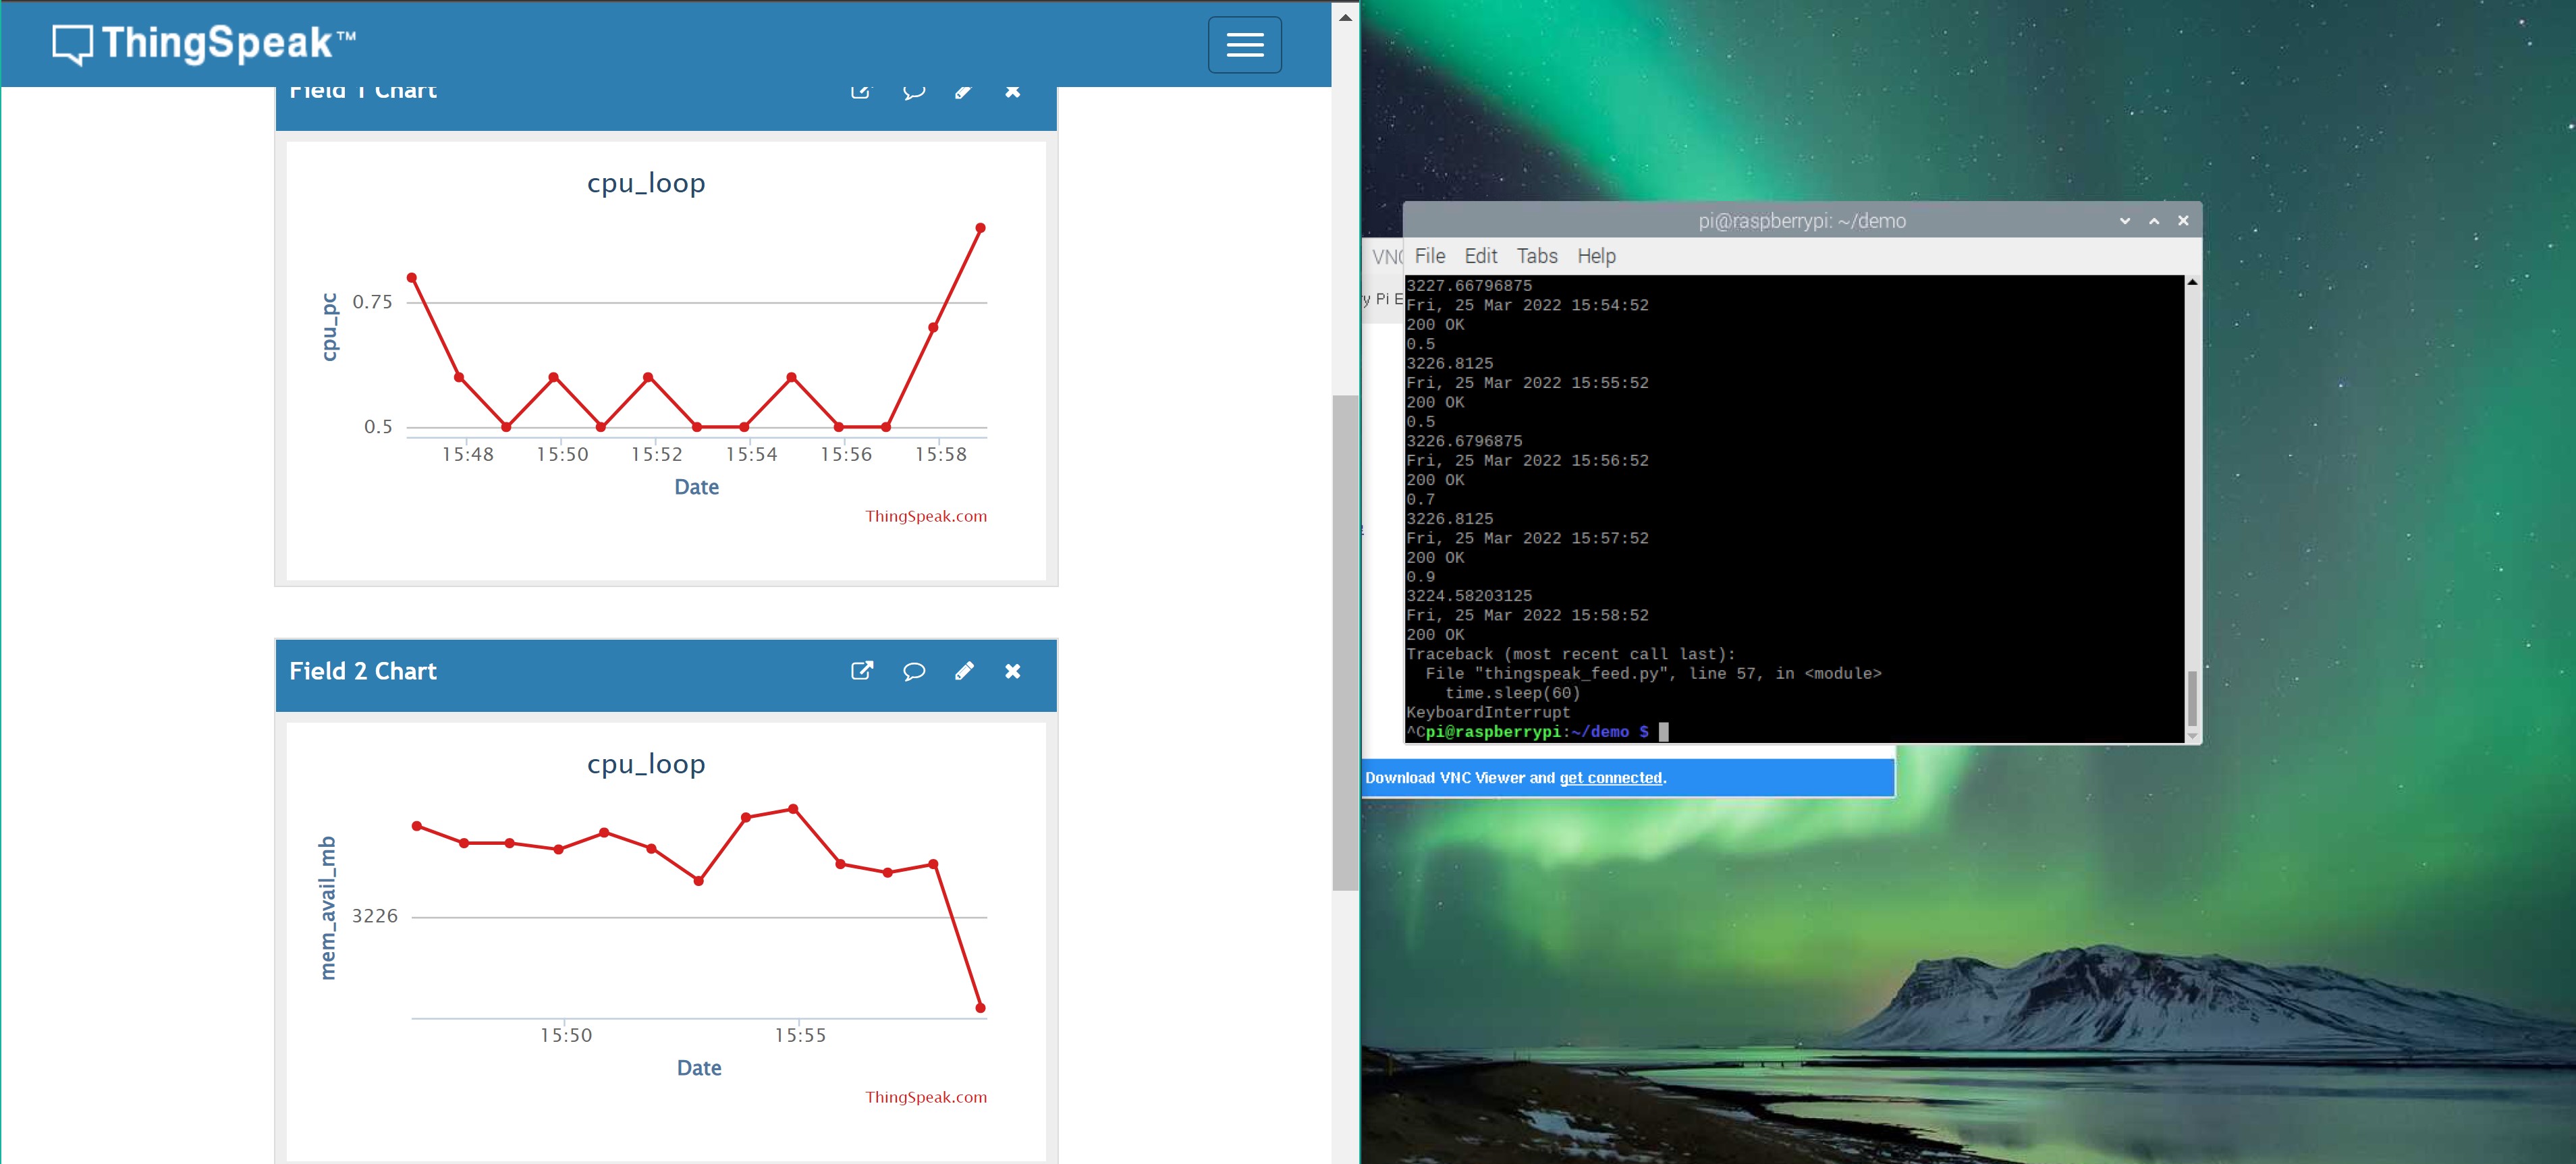 ThingSpeak™
Field 1 Chart
cpu_loop
cpu_pc
0.75
0.5
15:48 15:50 15:52 15:54 15:56 15:58
Date
ThingSpeak.com
Field 2 Chart
cpu_loop
mem_avail_mb
3226
15:50 15:55
Date
ThingSpeak.com
VNC
y Pi E
pi@raspberrypi: ~/demo
File Edit Tabs Help
3227.66796875
Fri, 25 Mar 2022 15:54:52
200 OK
0.5
3226.8125
Fri, 25 Mar 2022 15:55:52
200 OK
0.5
3226.6796875
Fri, 25 Mar 2022 15:56:52
200 OK
0.7
3226.8125
Fri, 25 Mar 2022 15:57:52
200 OK
0.9
3224.58203125
Fri, 25 Mar 2022 15:58:52
200 OK
Traceback (most recent call last):
File "thingspeak_feed.py", line 57, in <module>
time.sleep(60)
KeyboardInterrupt
^Cpi@raspberrypi:~/demo $
Download VNC Viewer and get connected.